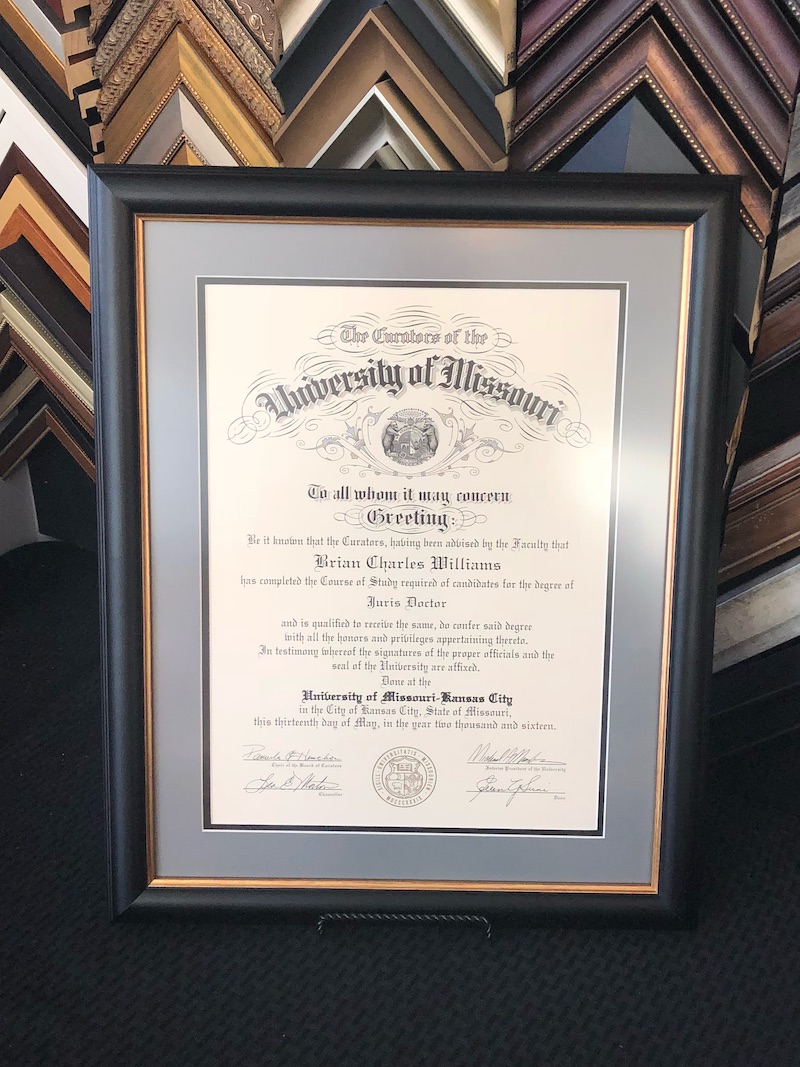 The Curators of the
University of Missouri
To all whom it may concern
Greeting:
Be it known that the Curators, having been advised by the Faculty that
Brian Charles Williams
has completed the Course of Study required of candidates for the degree of
Juris Doctor
and is qualified to receive the same, do confer said degree
with all the honors and privileges appertaining thereto.
In testimony whereof the signatures of the proper officials and the
seal of the University are affixed.
Done at the
University of Missouri-Kansas City
in the City of Kansas City, State of Missouri,
this thirteenth day of May, in the year two thousand and sixteen.
Chair of the Board of Curators
Interim President of the University
Leo E. Morton
Chancellor
Dean